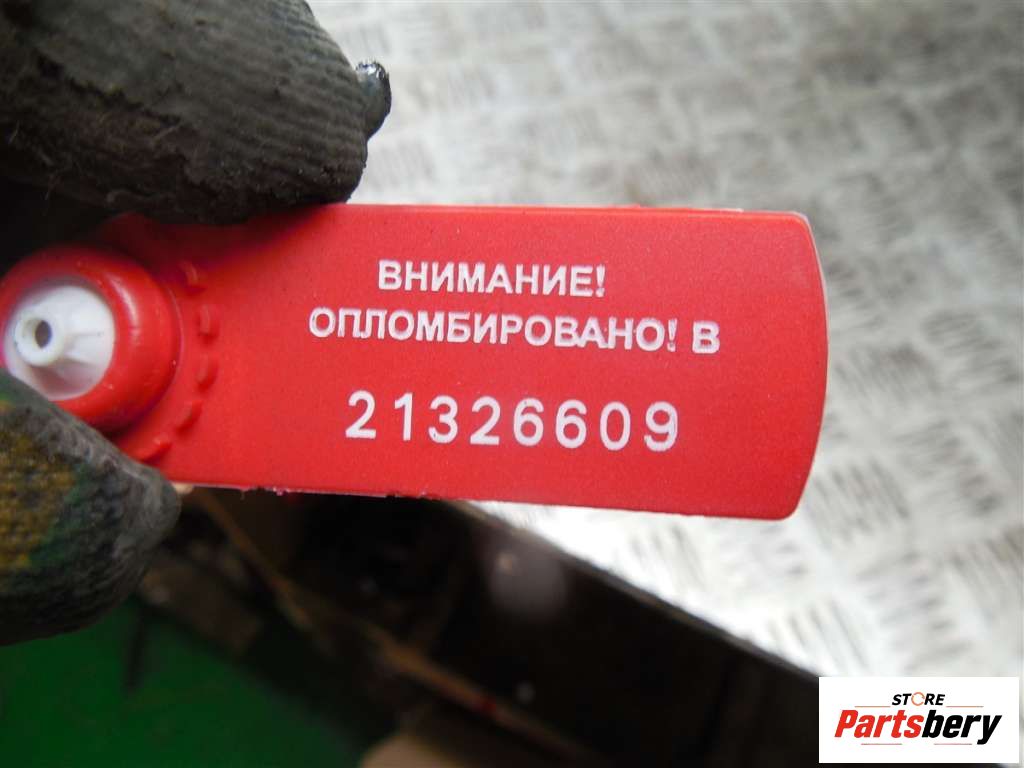 ВНИМАНИЕ!
ОПЛОМБИРОВАНО! В
21326609
STORE
Partsbery